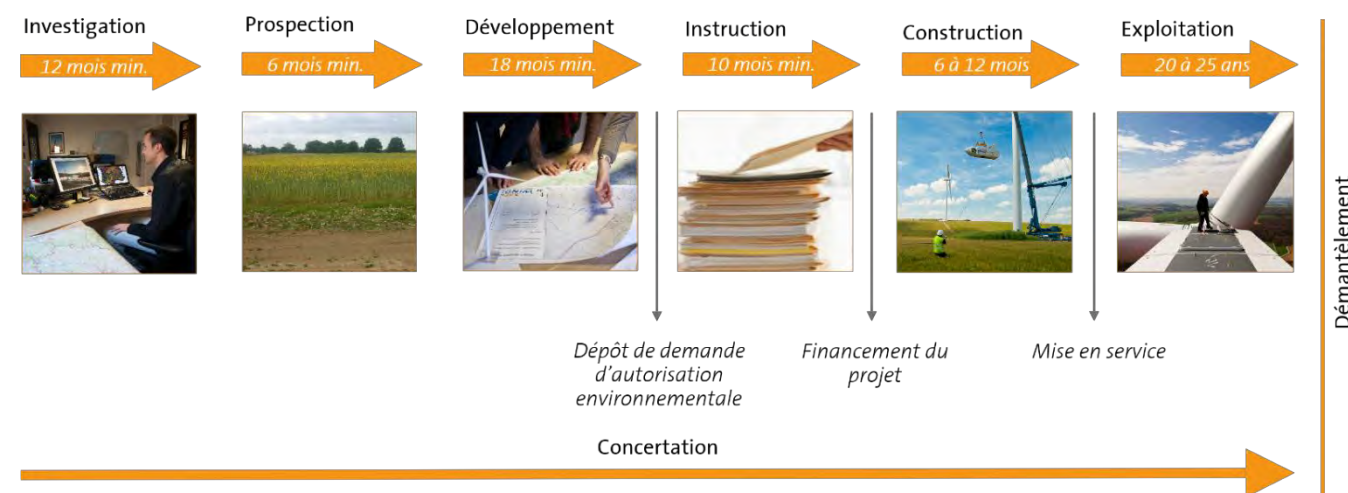 Investigation
12 mois min.
Prospection
6 mois min.
Développement
18 mois min.
Instruction
10 mois min.
Construction
6 à 12 mois
Exploitation
20 à 25 ans
Démantèlement
Dépôt de demande
d'autorisation
environnementale
Financement du
projet
Mise en service
Concertation